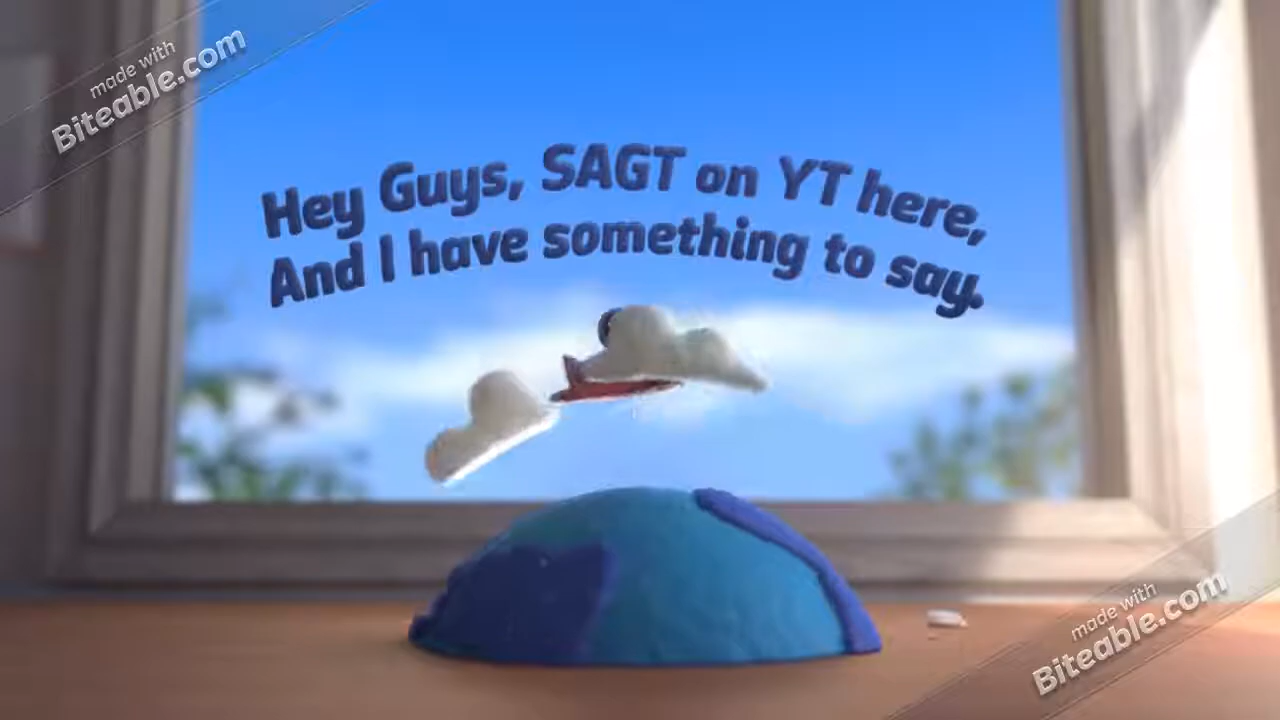 made with
Biteable.com
Hey Guys, SAGT on YT here,
And I have something to say.
made with
Biteable.com